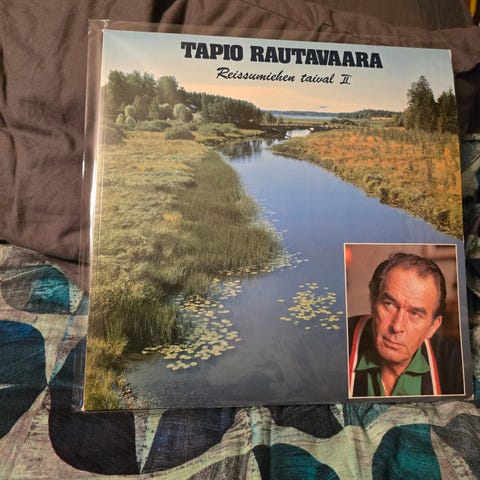 TAPIO RAUTAVAARA
Reissumiehen taival II